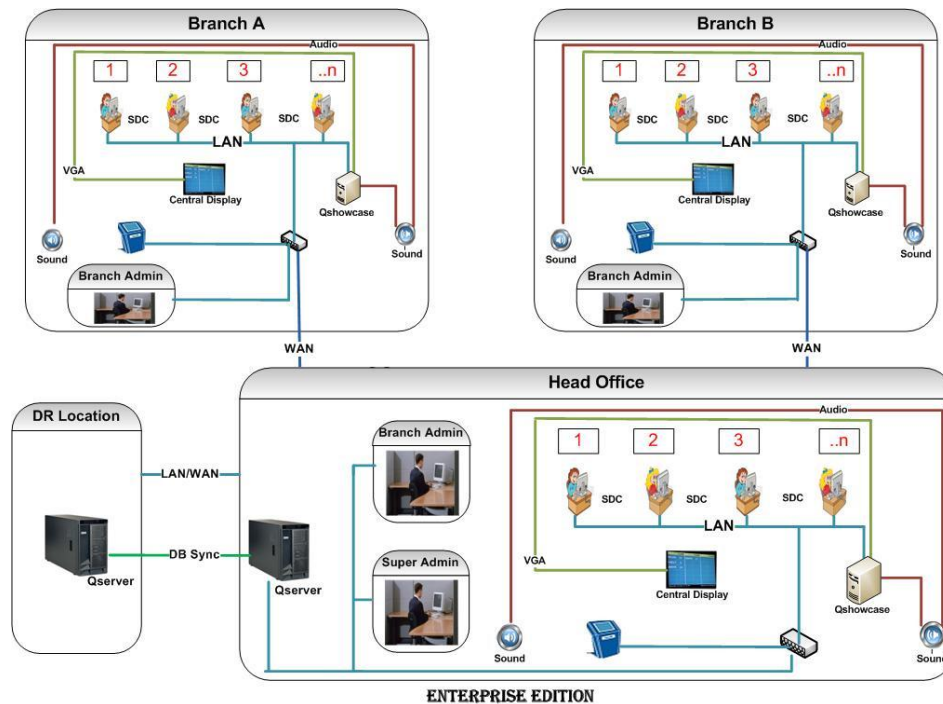 Branch A
Audio
1 2 3 ..n
SDC SDC SDC
LAN
VGA
Central Display
Qshowcase
Sound
Sound
Branch Admin
WAN
Branch B
Audio
1 2 3 ..n
SDC SDC SDC
LAN
VGA
Central Display
Qshowcase
Sound
Sound
Branch Admin
WAN
DR Location
LAN/WAN
DB Sync
Qserver
Head Office
Qserver
Branch Admin
Super Admin
Audio
1 2 3 ..n
SDC SDC SDC
LAN
VGA
Central Display
Qshowcase
Sound
Sound
ENTERPRISE EDITION